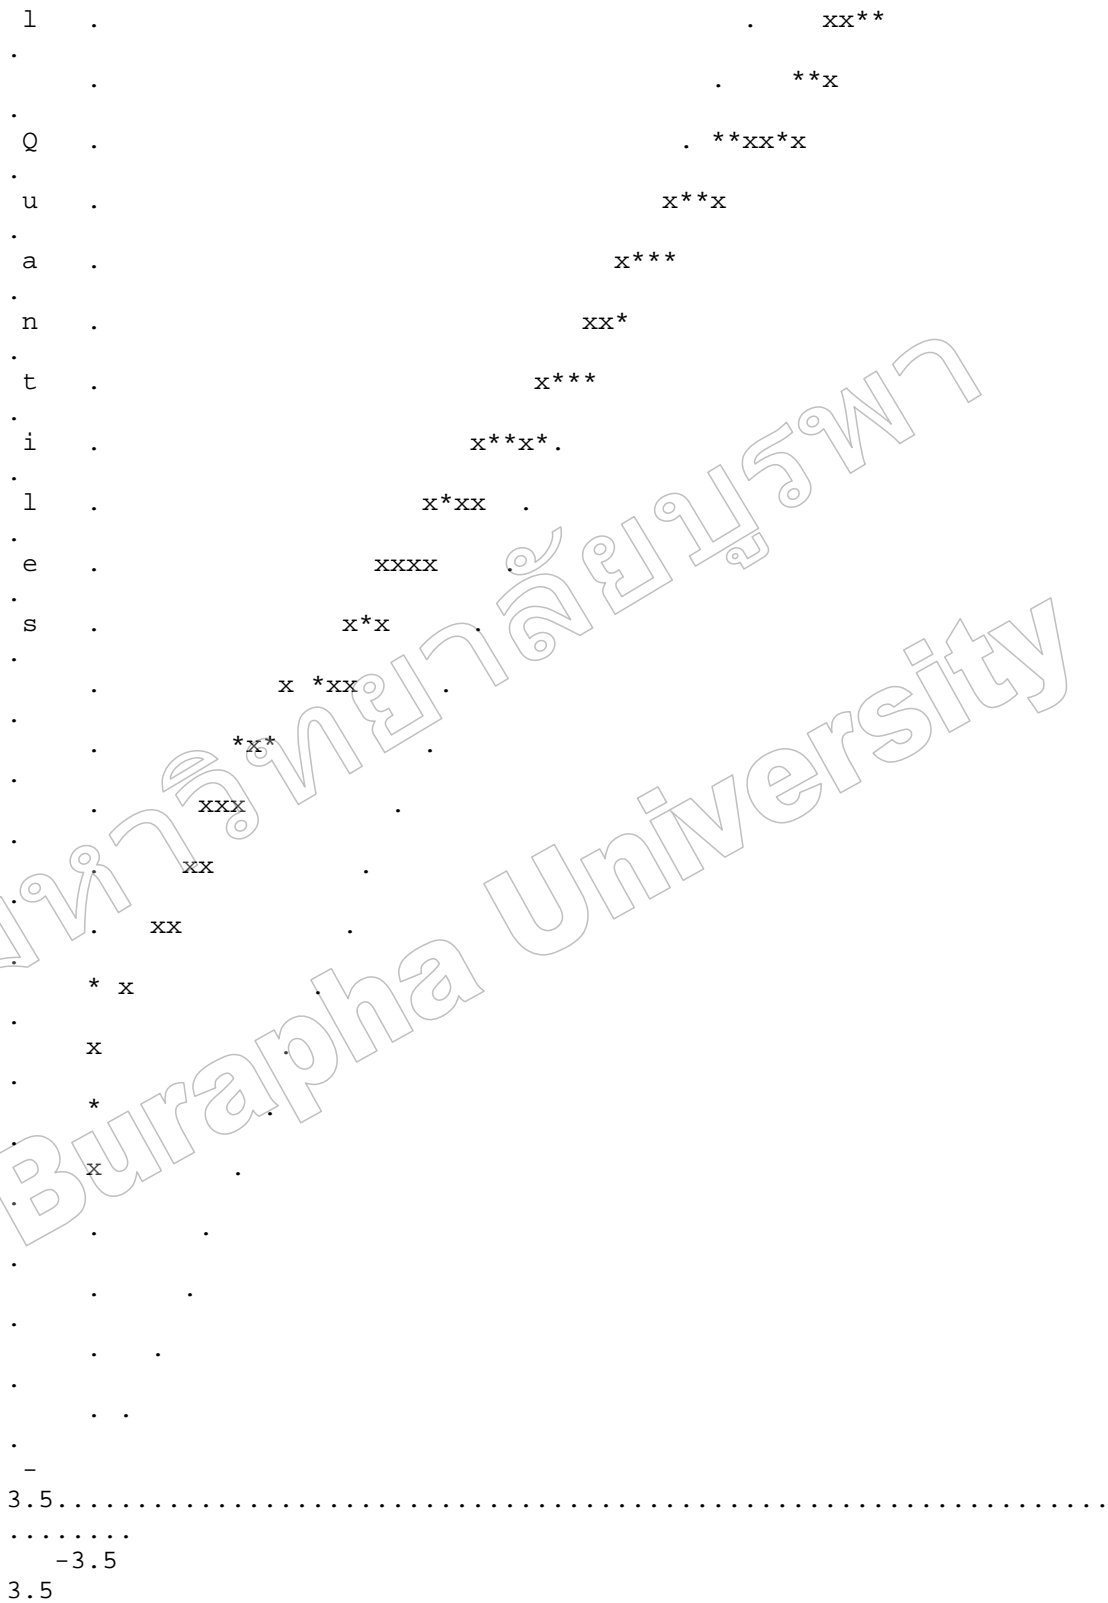 l    .                                         .    xx**
.
     .                                       .    **x
.
Q    .                                     . **xx*x
.
u    .                                    x**x
.
a    .                                 x***
.
n    .                               xx*
.
t    .                            x***
.
i    .                        x**x*.
.
l    .                     x*xx  .
.
e    .                  xxxx    .
.
s    .                x*x     .
.
     .            x *xx     .
.
     .         *x*         .
.
     .       xxx         .
.
     .      xx         .
.
     .    xx          .
.
     * x           .
.
     x           .
.
     *          .
.
     x        .
.
     .      .
.
     .     .
.
     .   .
.
     . .
.
-
3.5..................................................................
........
   -3.5
3.5
มหาวิทยาลัยบูรพา
Burapha University